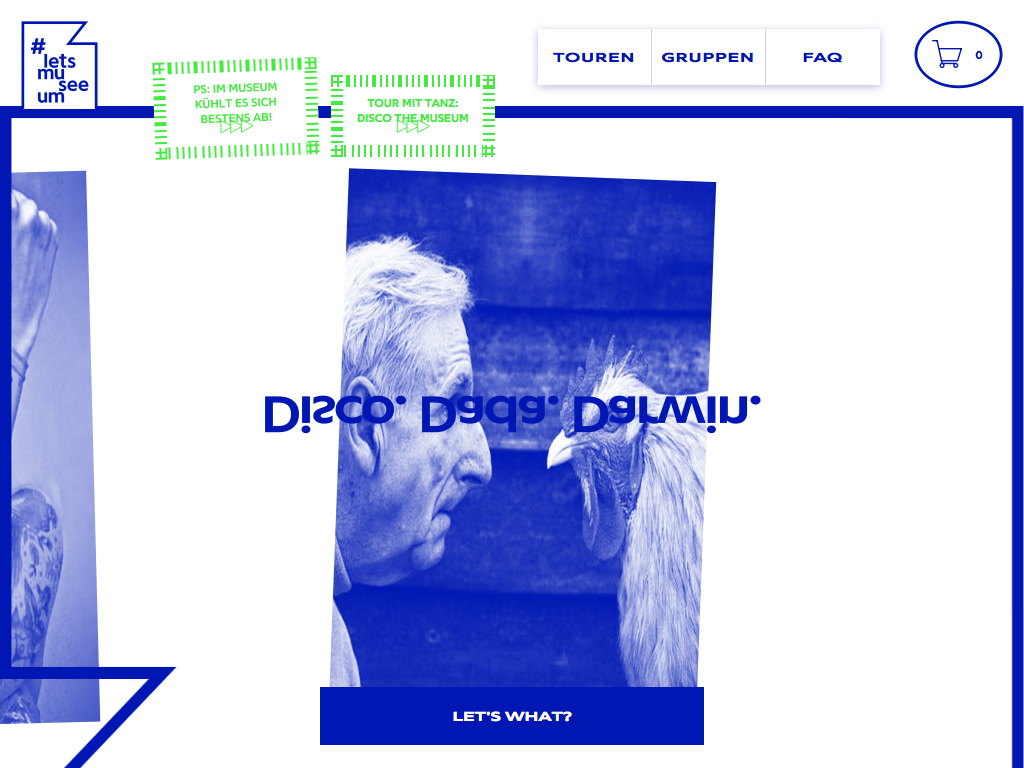 #
lets
mu
see
um
PS: IM MUSEUM
KÜHLT ES SICH
BESTENS AB!
TOUR MIT TANZ:
DISCO THE MUSEUM
TOUREN
GRUPPEN
FAQ
0
Disco. Dada. Darwin.
LET'S WHAT?